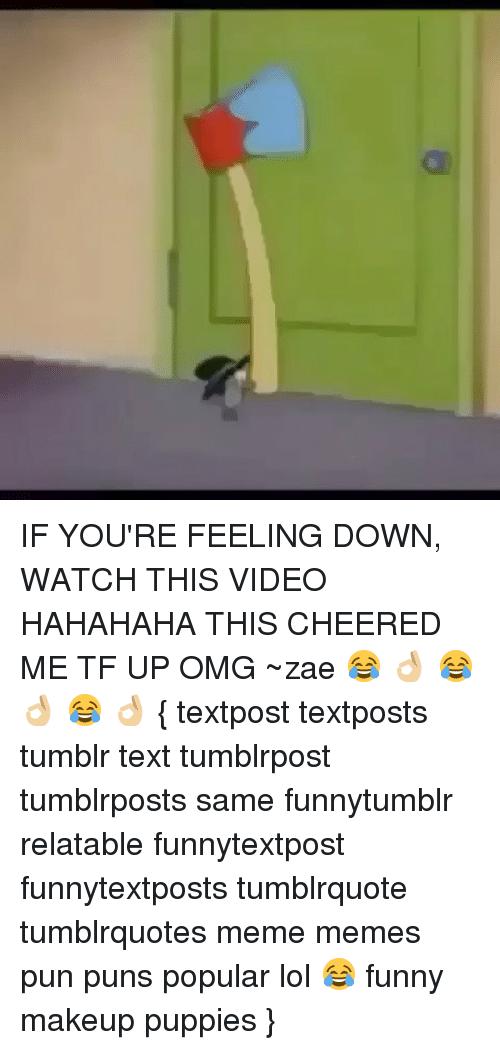 IF YOU'RE FEELING DOWN,
WATCH THIS VIDEO
HAHAHAHA THIS CHEERED
ME TF UP OMG ~zae 😂 👌🏼 😂
👌🏼 😂 👌🏼 { textpost textposts
tumblr text tumblrpost
tumblrposts same funnytumblr
relatable funnytextpost
funnytextposts tumblrquote
tumblrquotes meme memes
pun puns popular lol 😂 funny
makeup puppies }